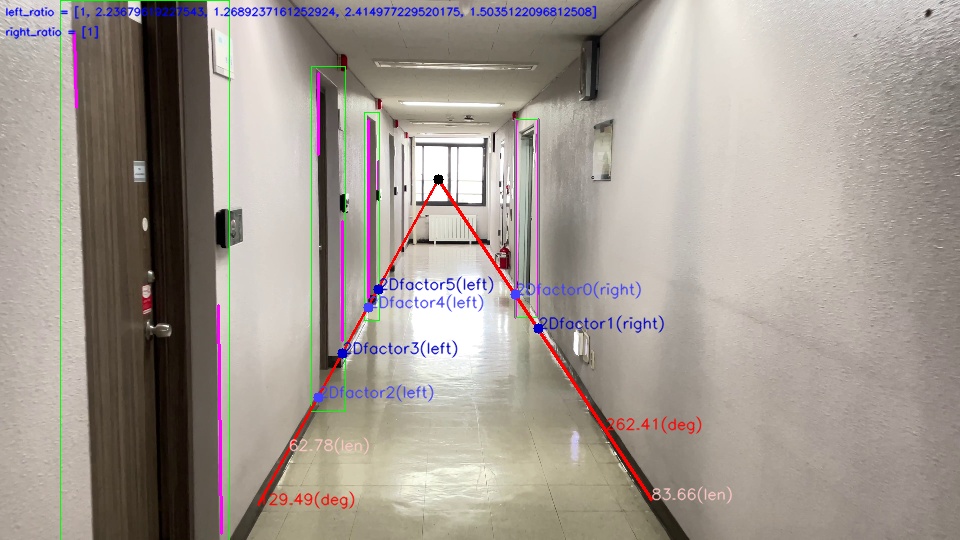 left_ratio = [1, 2.23679819227543, 1.2689237161252924, 2.414977229520175, 1.5035122096812508]
right_ratio = [1]
2Dfactor5(left)
2Dfactor0(right)
2Dfactor4(left)
2Dfactor1(right)
2Dfactor3(left)
2Dfactor2(left)
262.41(deg)
62.78(len)
83.66(len)
29.49(deg)